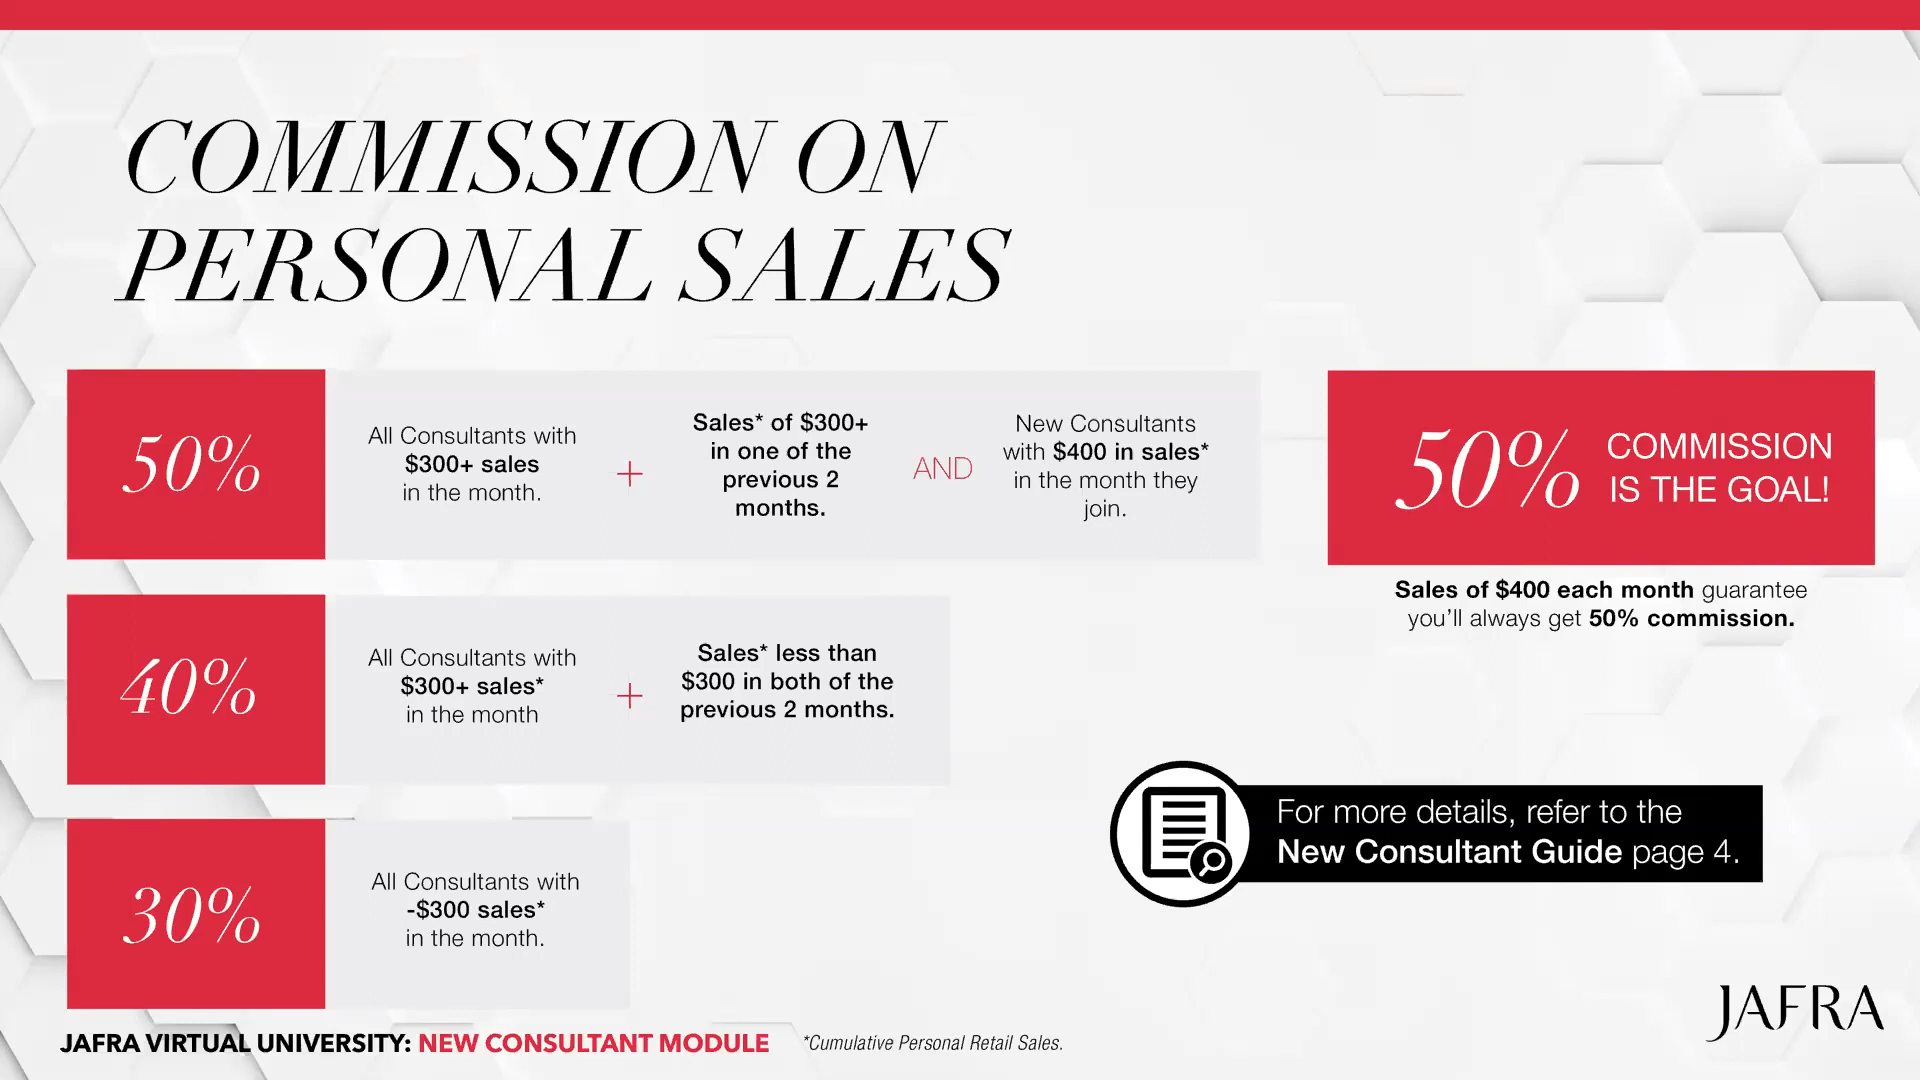 COMMISSION ON
PERSONAL SALES
50%
All Consultants with
$300+ sales
in the month.
+
Sales* of $300+
in one of the
previous 2
months.
AND
New Consultants
with $400 in sales*
in the month they
join.
50%
COMMISSION
IS THE GOAL!
Sales of $400 each month guarantee
you’ll always get 50% commission.
40%
All Consultants with
$300+ sales*
in the month
+
Sales* less than
$300 in both of the
previous 2 months.
For more details, refer to the
New Consultant Guide page 4.
30%
All Consultants with
-$300 sales*
in the month.
JAFRA
JAFRA VIRTUAL UNIVERSITY: NEW CONSULTANT MODULE
*Cumulative Personal Retail Sales.